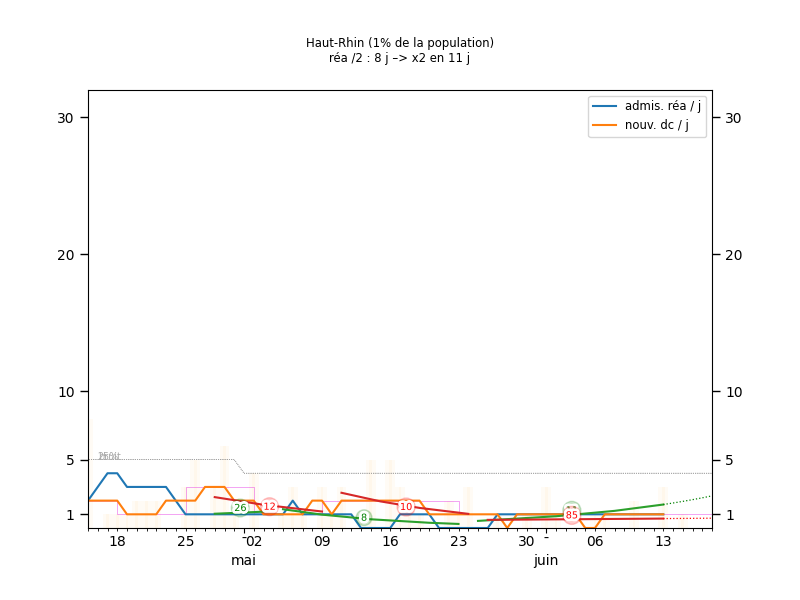 Haut-Rhin (1% de la population)
réa /2 : 8 j –> x2 en 11 j
admis. réa / j
nouv. dc / j
30 30
20 20
10 10
5 5
1 1
26 12 8 10 85
18 25 02 09 16 23 30 06 13
mai juin